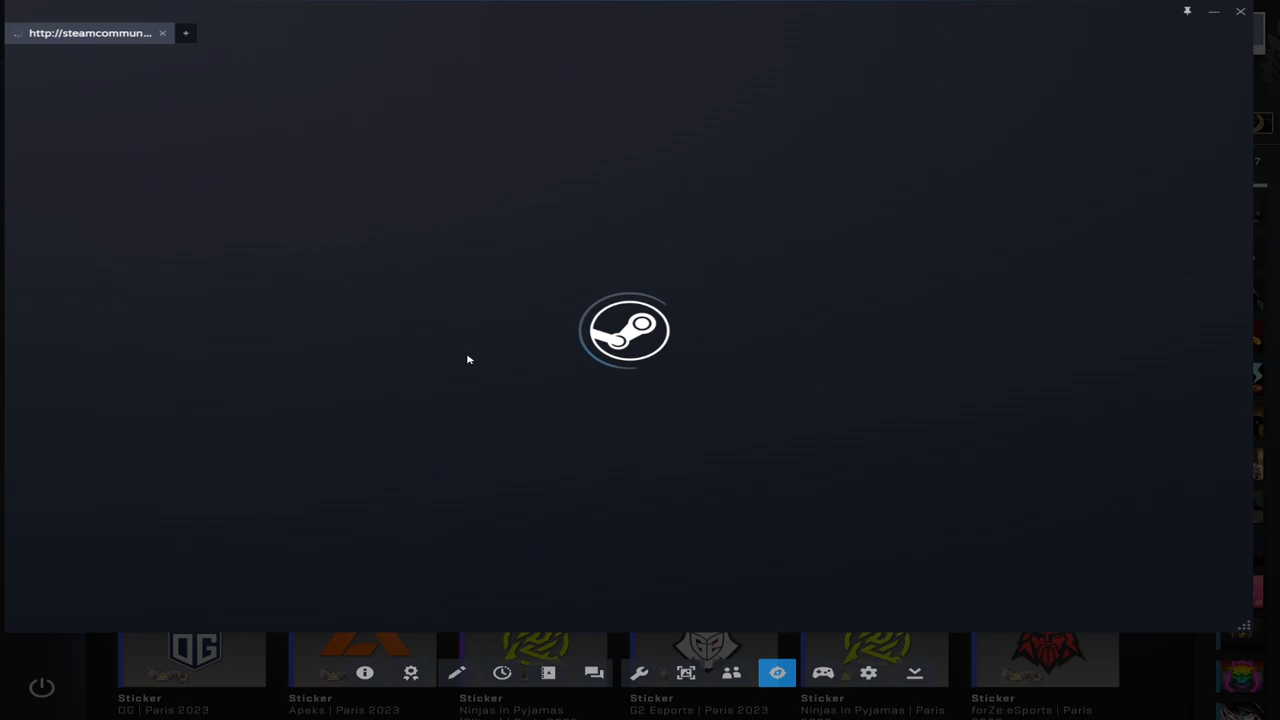 http://steamcommun...
7
Sticker
OG | Paris 2023
Sticker
Apeks | Paris 2023
Sticker
Ninjas in Pyjamas
Sticker
G2 Esports | Paris 2023
Sticker
Ninjas in Pyjamas | Paris
Sticker
forZe eSports | Paris